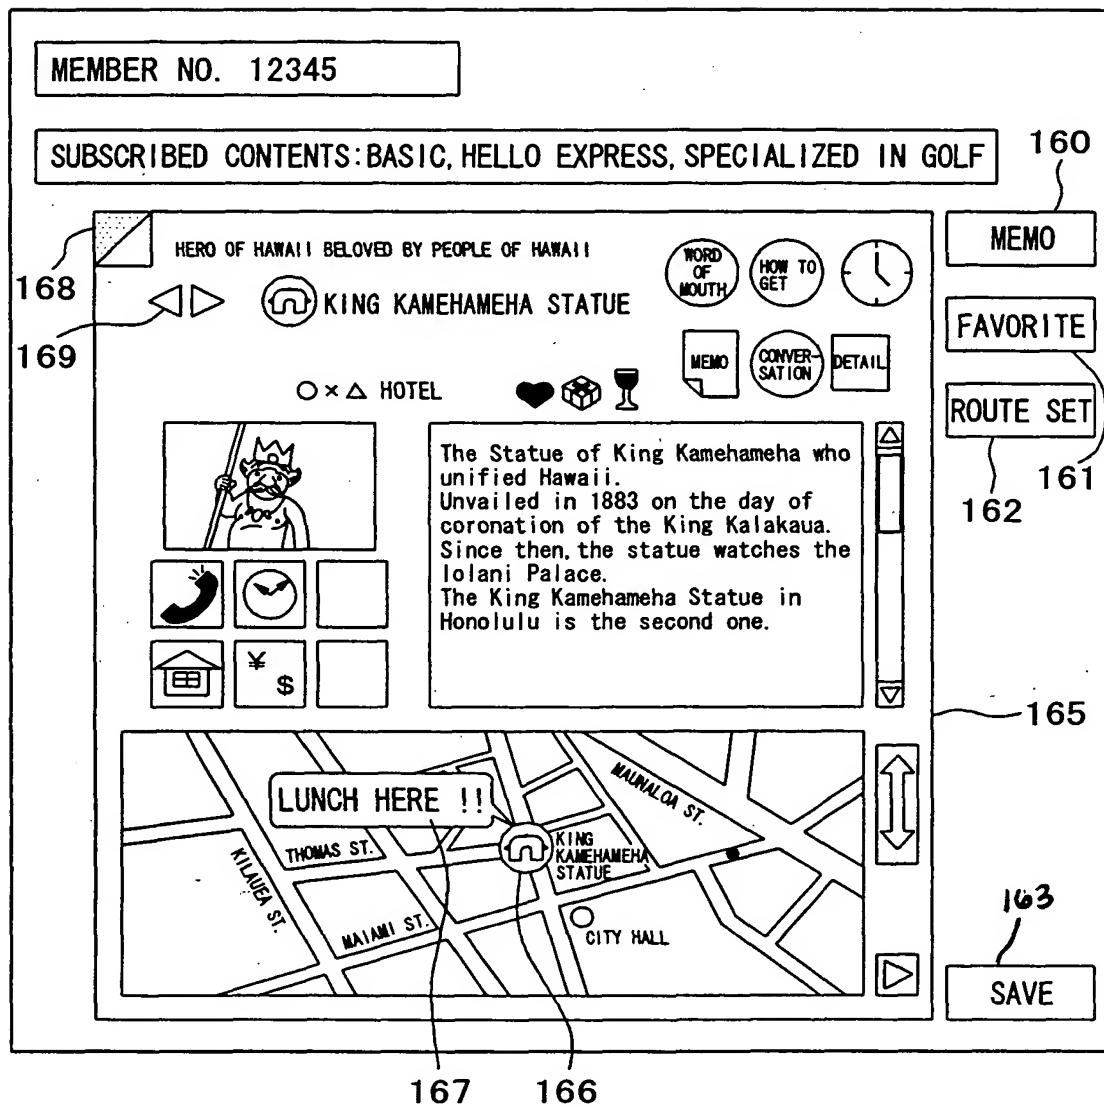 MEMBER NO. 12345
SUBSCRIBED CONTENTS:BASIC, HELLO EXPRESS, SPECIALIZED IN GOLF
160
MEMO
168
HERO OF HAWAII BELOVED BY PEOPLE OF HAWAII
WORD
OF
MOUTH
HOW TO
GET
169
KING KAMEHAMEHA STATUE
FAVORITE
MEMO
CONVER-
SATION
DETAIL
○×△ HOTEL
ROUTE SET
161
162
The Statue of King Kamehameha who
unified Hawaii.
Unvailed in 1883 on the day of
coronation of the King Kalakaua.
Since then, the statue watches the
Iolani Palace.
The King Kamehameha Statue in
Honolulu is the second one.
¥
$
165
LUNCH HERE !!
MAUNALOA ST.
THOMAS ST.
KING
KAMEHAMEHA
STATUE
KILAUEA ST.
MAIAMI ST.
CITY HALL
163
SAVE
167
166